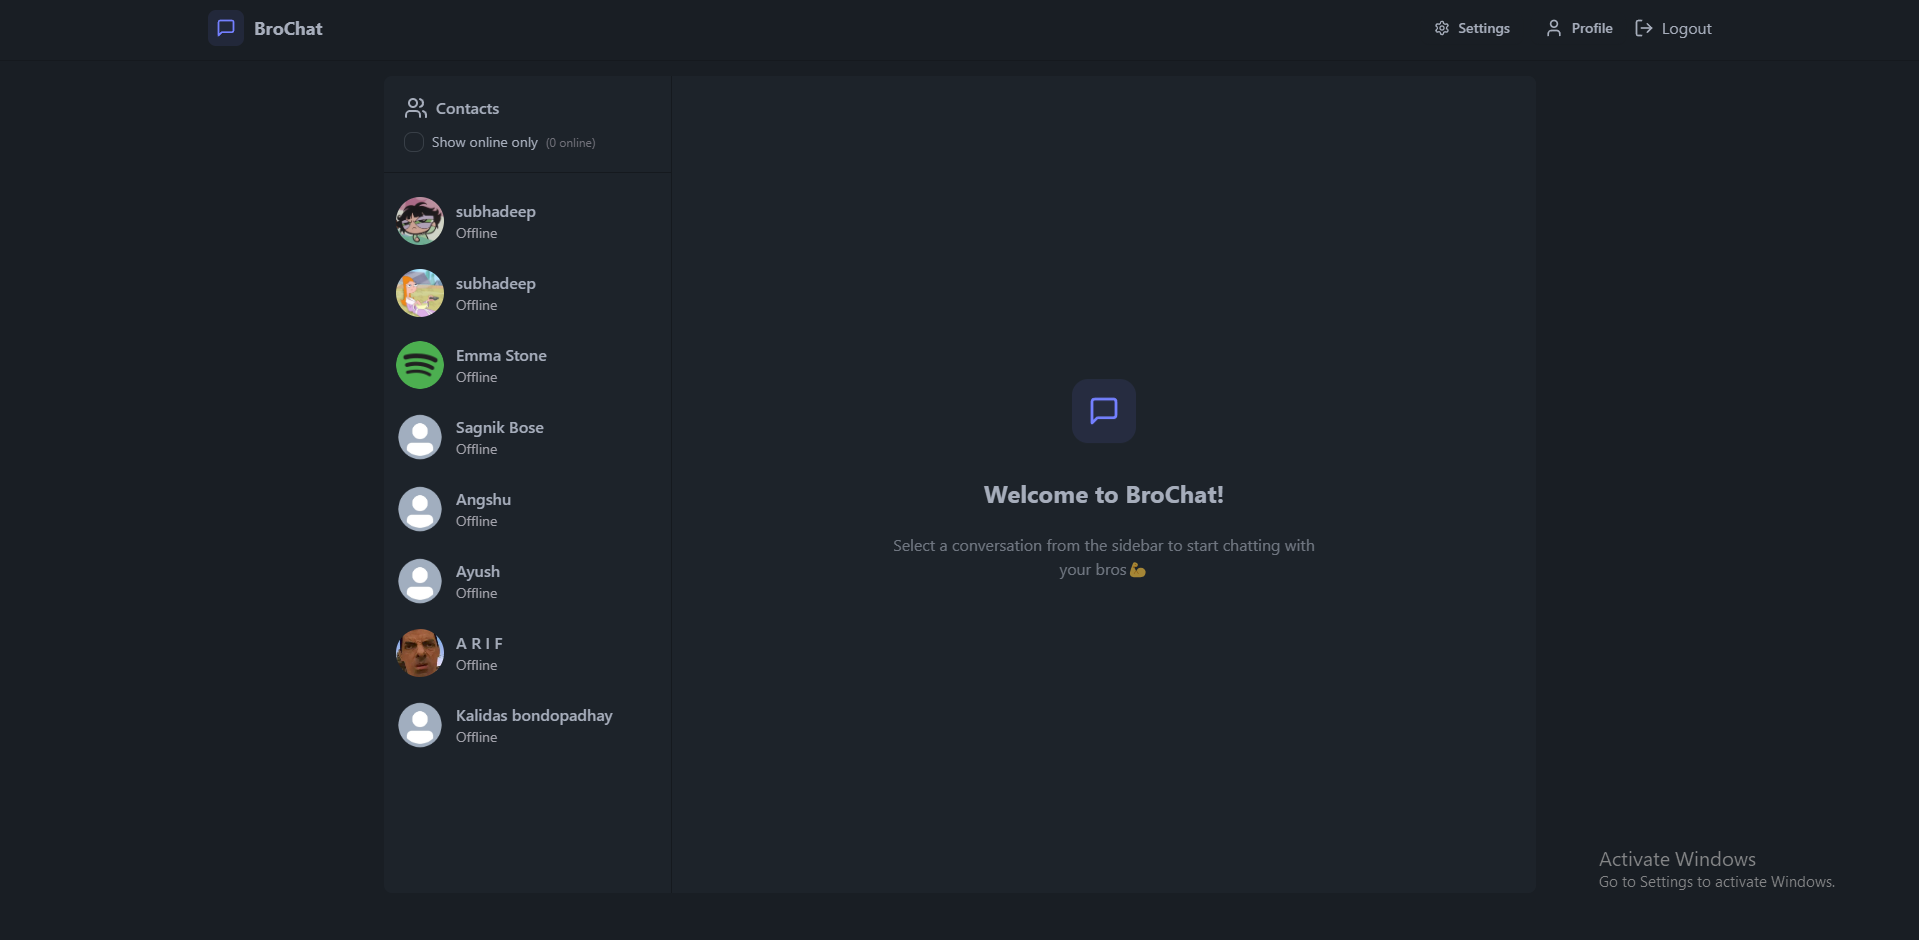 BroChat
Settings
Profile
Logout
Contacts
Show online only (0 online)
subhadeep
Offline
subhadeep
Offline
Emma Stone
Offline
Sagnik Bose
Offline
Angshu
Offline
Ayush
Offline
A R I F
Offline
Kalidas bondopadhay
Offline
Welcome to BroChat!
Select a conversation from the sidebar to start chatting with
your bros💪
Activate Windows
Go to Settings to activate Windows.